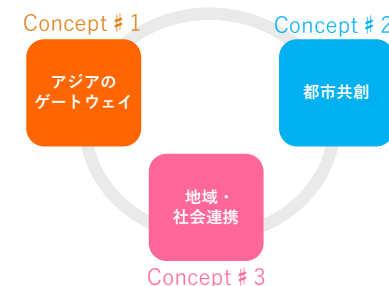 Concept♯1
アジアの
ゲートウェイ
Concept♯2
都市共創
地域・
社会連携
Concept♯3